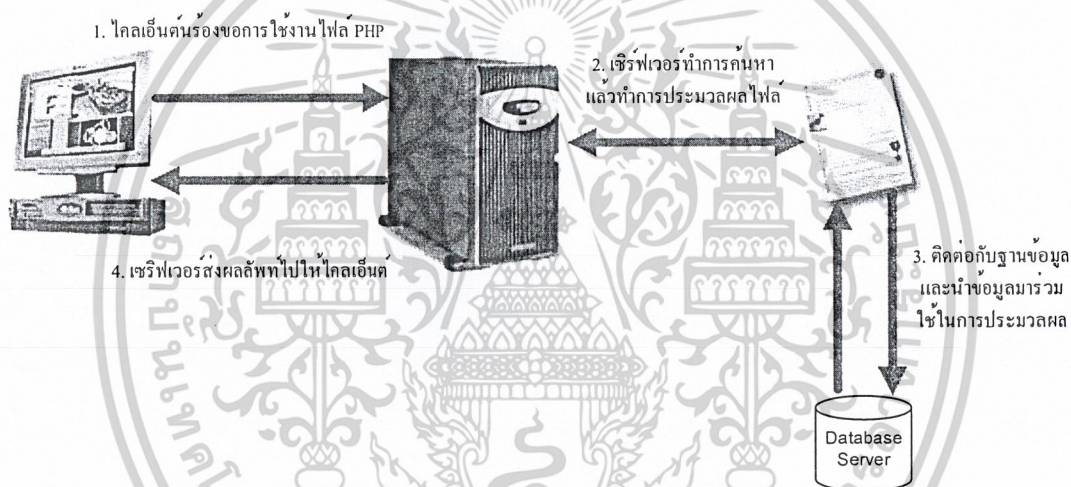 1. ไคลเอ็นต์นร้องขอการใช้งานไฟล์ PHP
2. เซิร์ฟเวอร์ทำการค้นหา
แล้วทำการประมวลผลไฟล์
3. ติดต่อกับฐานข้อมูล
และนำข้อมูลมาร่วม
ใช้ในการประมวลผล
4. เซริฟเวอร์ส่งผลลัพท์ไปให้ไคลเอ็นต์
Database
Server